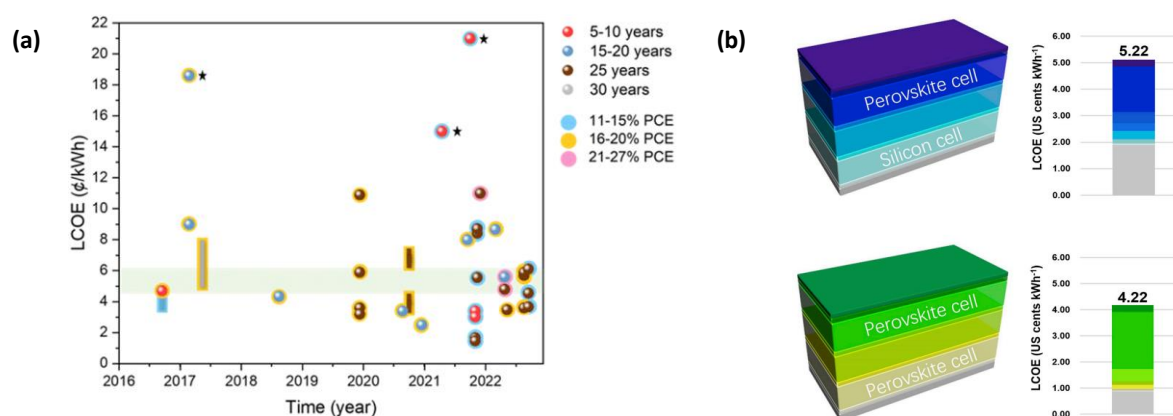 (a)
LCOE (¢/kWh)
22
20
18
16
14
12
10
8
6
4
2
0
2016 2017 2018 2019 2020 2021 2022
Time (year)
5-10 years
15-20 years
25 years
30 years
11-15% PCE
16-20% PCE
21-27% PCE
(b)
Perovskite cell
Silicon cell
LCOE (US cents kWh⁻¹)
6.00
5.00
4.00
3.00
2.00
1.00
0.00
5.22
Perovskite cell
Perovskite cell
LCOE (US cents kWh⁻¹)
6.00
5.00
4.00
3.00
2.00
1.00
0.00
4.22